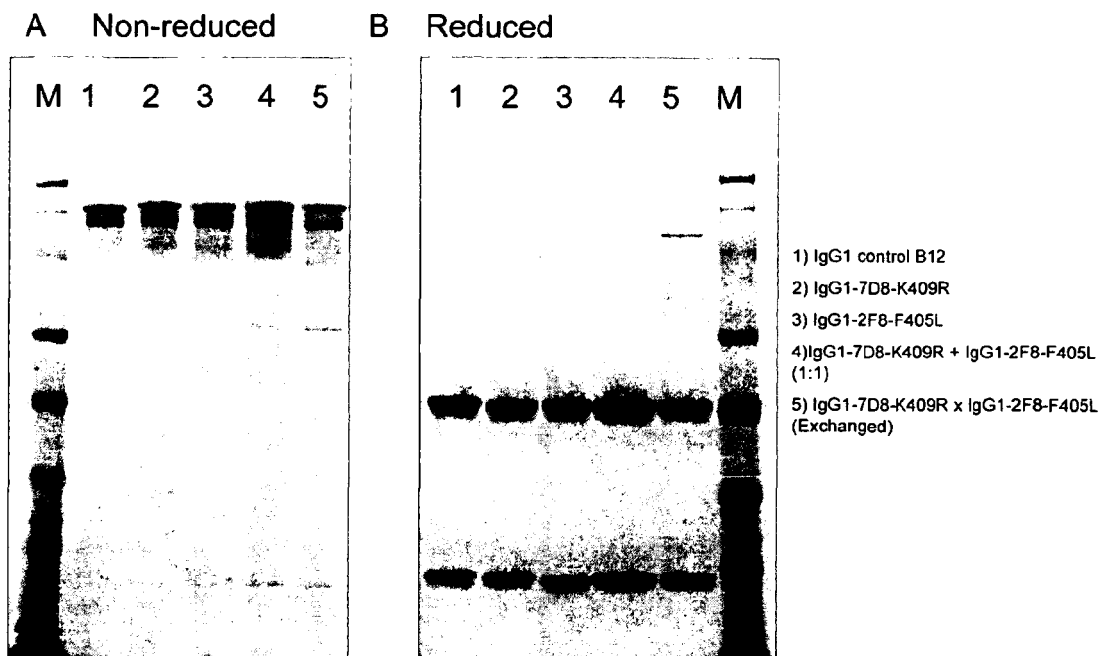 A Non-reduced B Reduced
M 1 2 3 4 5 1 2 3 4 5 M
1) IgG1 control B12
2) IgG1-7D8-K409R
3) IgG1-2F8-F405L
4)IgG1-7D8-K409R + IgG1-2F8-F405L
(1:1)
5) IgG1-7D8-K409R x IgG1-2F8-F405L
(Exchanged)